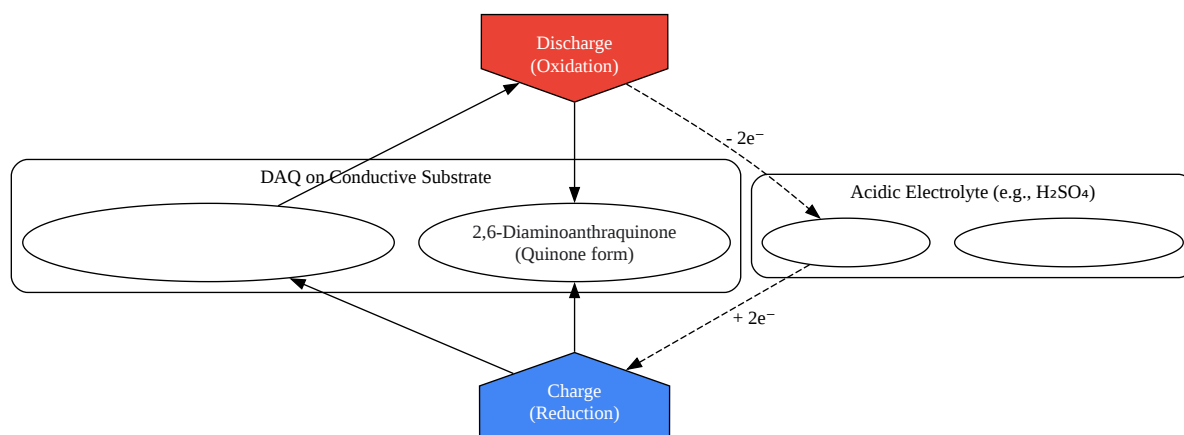 Discharge
(Oxidation)
- 2e⁻
DAQ on Conductive Substrate
Acidic Electrolyte (e.g., H₂SO₄)
2,6-Diaminoanthraquinone
(Quinone form)
+ 2e⁻
Charge
(Reduction)